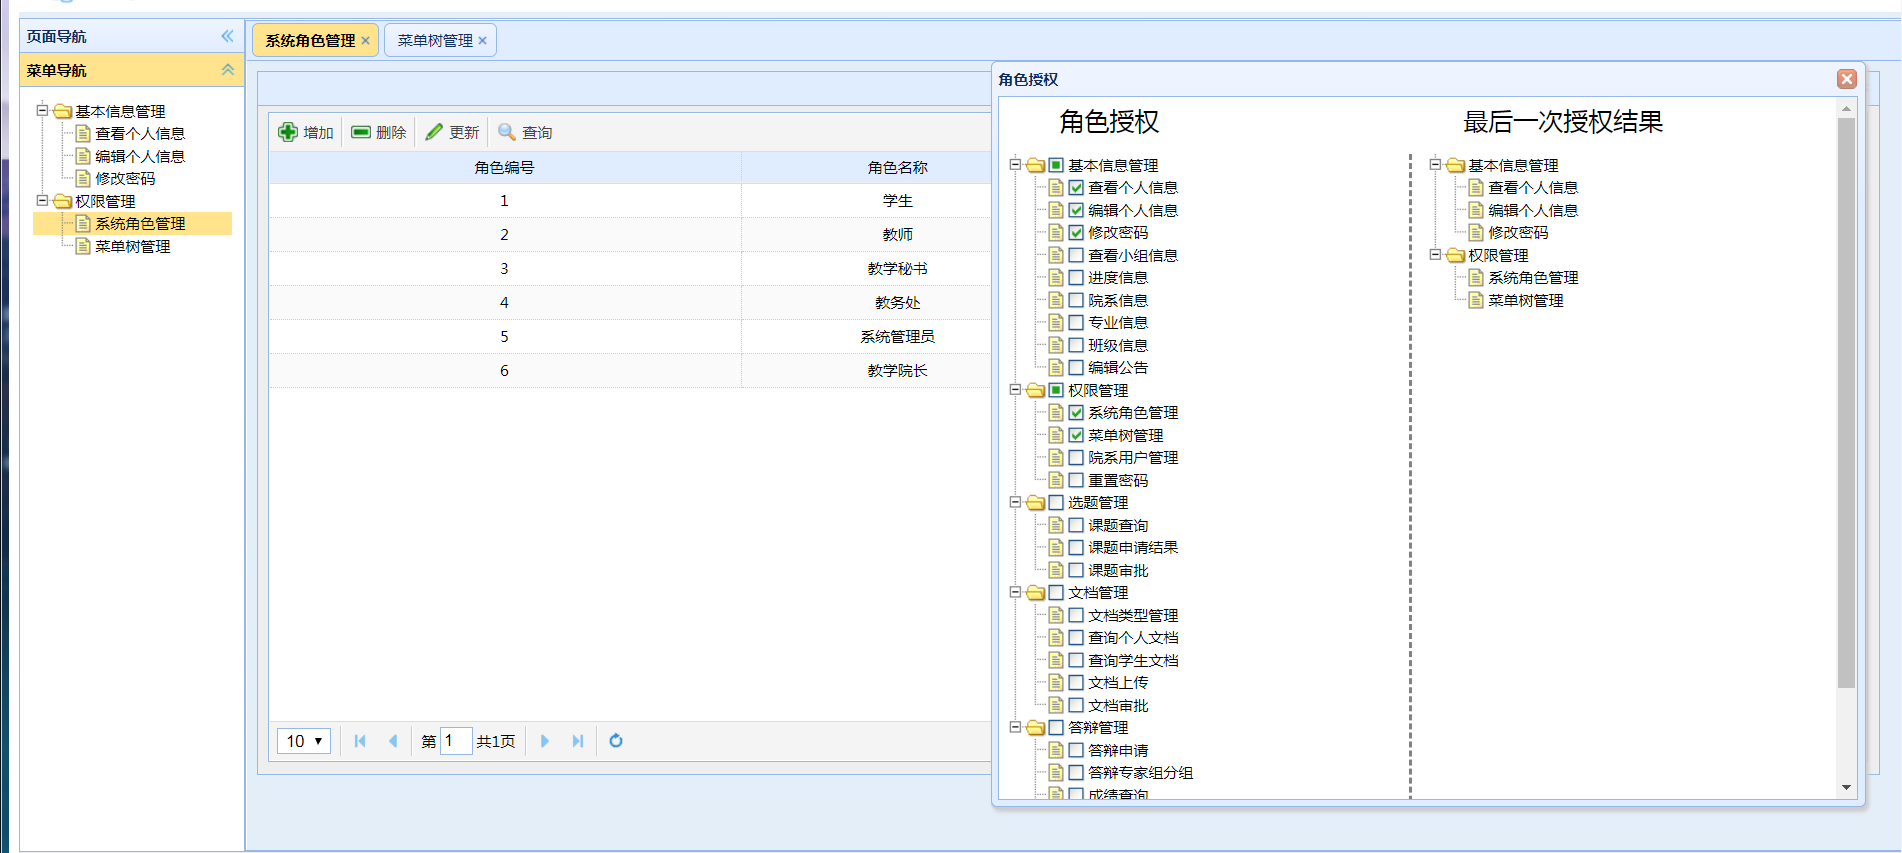 页面导航
菜单导航
基本信息管理
查看个人信息
编辑个人信息
修改密码
权限管理
系统角色管理
菜单树管理
系统角色管理
菜单树管理
增加 删除 更新 查询
角色编号 角色名称
1 学生
2 教师
3 教学秘书
4 教务处
5 系统管理员
6 教学院长
10 第 1 共1页
角色授权
角色授权
基本信息管理
查看个人信息
编辑个人信息
修改密码
查看小组信息
进度信息
院系信息
专业信息
班级信息
编辑公告
权限管理
系统角色管理
菜单树管理
院系用户管理
重置密码
选题管理
课题查询
课题申请结果
课题审批
文档管理
文档类型管理
查询个人文档
查询学生文档
文档上传
文档审批
答辩管理
答辩申请
答辩专家组分组
成绩查询
最后一次授权结果
基本信息管理
查看个人信息
编辑个人信息
修改密码
权限管理
系统角色管理
菜单树管理